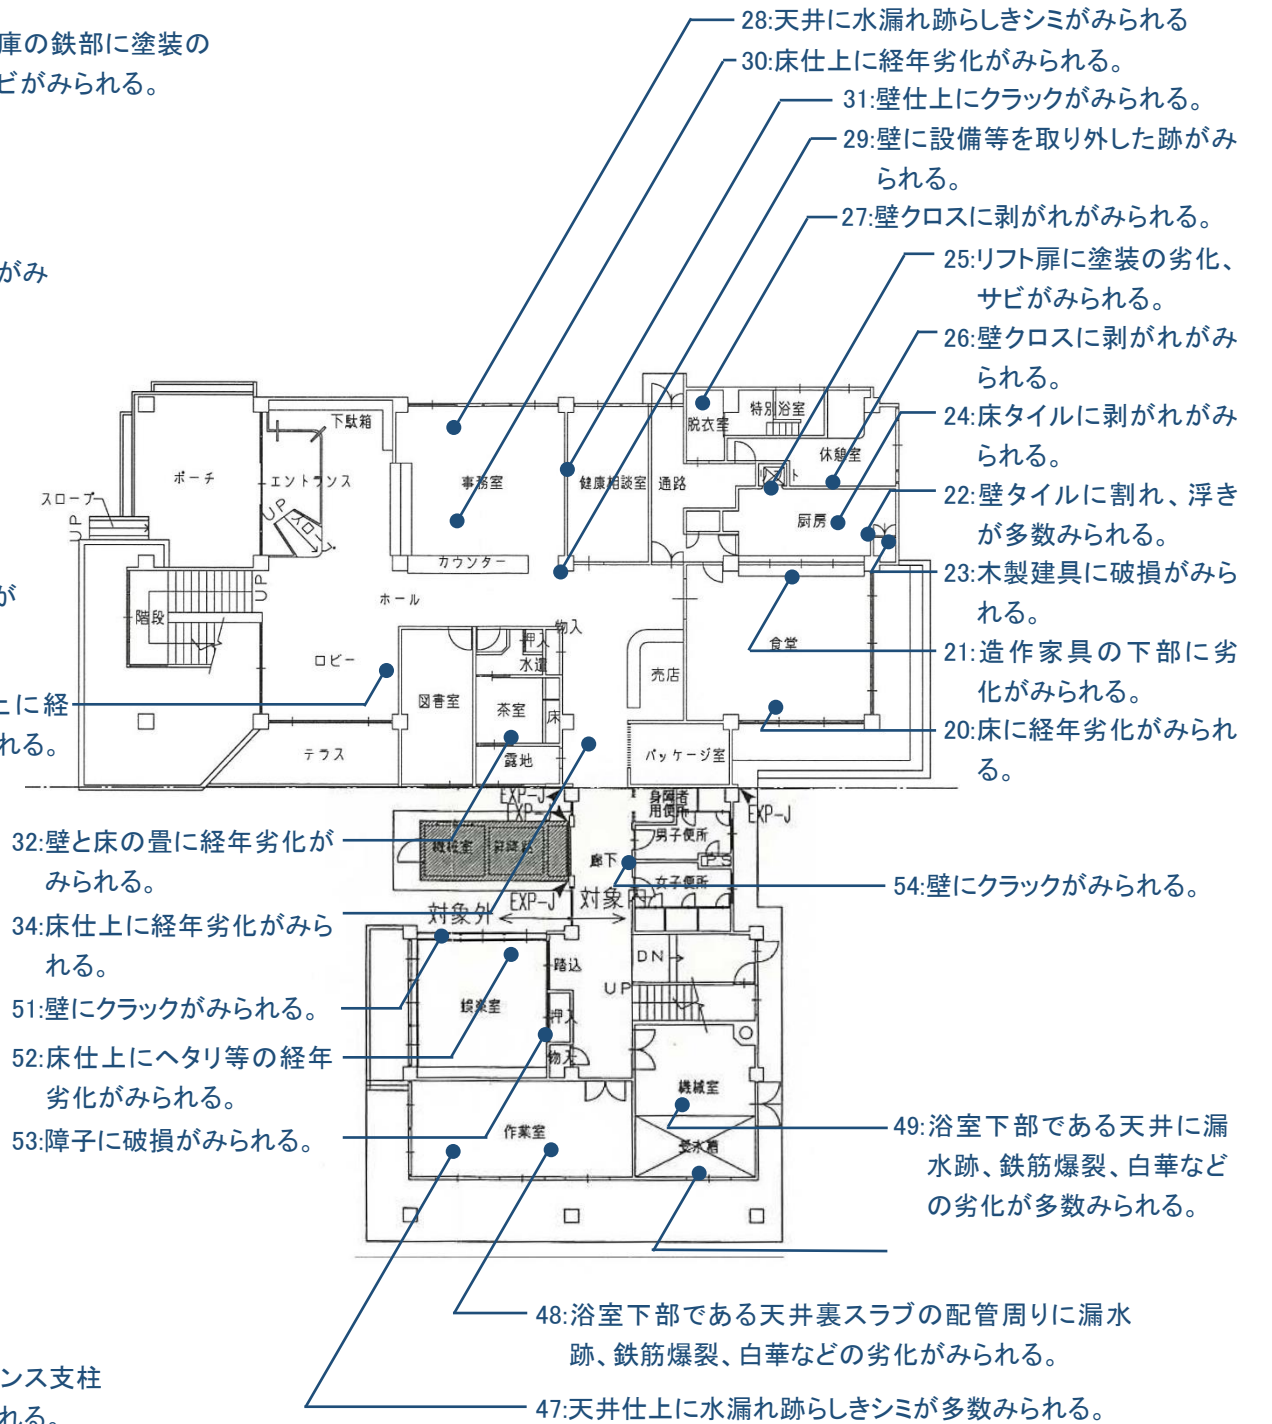 28:天井に水漏れ跡らしきシミがみられる
庫の鉄部に塗装の
ビがみられる。
30:床仕上に経年劣化がみられる。
31:壁仕上にクラックがみられる。
29:壁に設備等を取り外した跡がみ
られる。
27:壁クロスに剥がれがみられる。
25:リフト扉に塗装の劣化、
サビがみられる。
がみ
26:壁クロスに剥がれがみ
られる。
24:床タイルに剥がれがみ
られる。
22:壁タイルに割れ、浮き
が多数みられる。
23:木製建具に破損がみら
れる。
21:造作家具の下部に劣
化がみられる。
20:床に経年劣化がみられ
る。
が
上に経
れる。
下駄箱
ポーチ
エントランス
スロープ
UP
UP
スロープ
事務室
健康相談室
通路
脱衣室
特別浴室
休憩室
リフト
厨房
カウンター
ホール
階段
UP
ロビー
物入
押入
水遣
食堂
売店
図書室
茶室
床
テラス
露地
パッケージ室
EXP-J
EXP-J
身障者
用便所
EXP-J
男子便所
機械室
昇降路
廊下
PS
女子便所
EXP-J
対象外
対象内
32:壁と床の畳に経年劣化が
みられる。
34:床仕上に経年劣化がみら
れる。
51:壁にクラックがみられる。
52:床仕上にヘタリ等の経年
劣化がみられる。
53:障子に破損がみられる。
54:壁にクラックがみられる。
踏込
DN
UP
娯楽室
押入
物入
機械室
作業室
受水槽
49:浴室下部である天井に漏
水跡、鉄筋爆裂、白華など
の劣化が多数みられる。
48:浴室下部である天井裏スラブの配管周りに漏水
跡、鉄筋爆裂、白華などの劣化がみられる。
ンス支柱
れる。
47:天井仕上に水漏れ跡らしきシミが多数みられる。